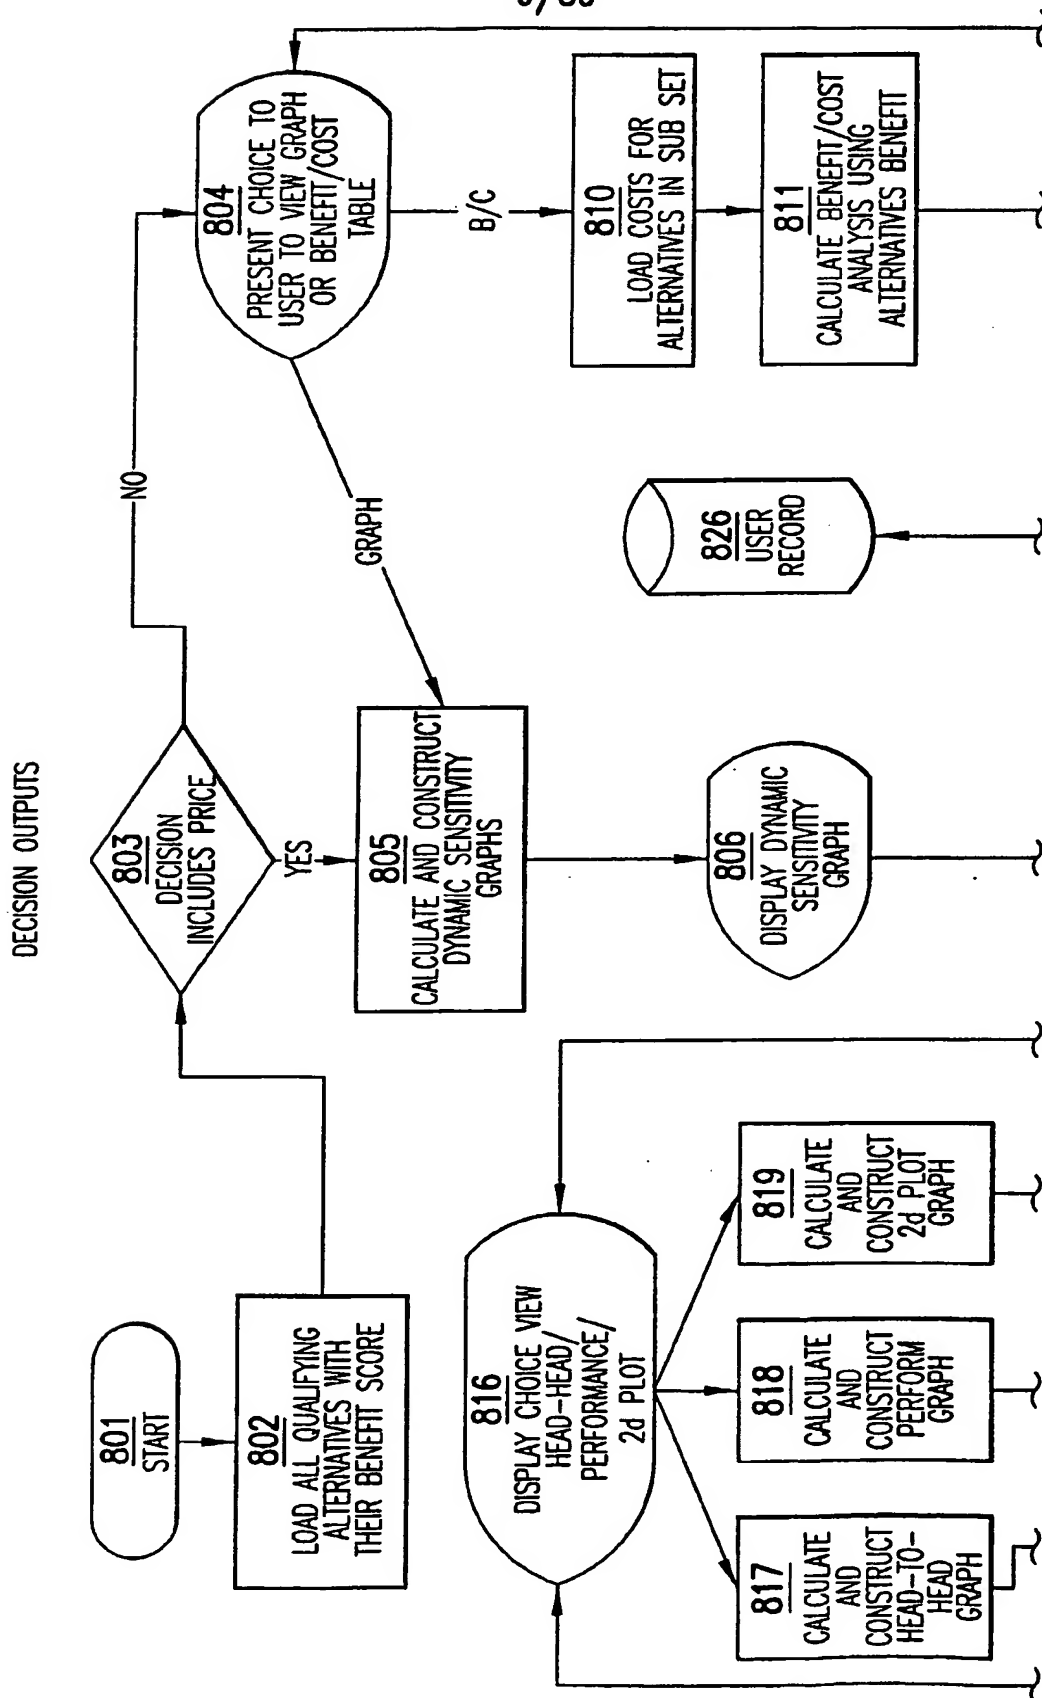 DECISION OUTPUTS
801
START
802
LOAD ALL QUALIFYING
ALTERNATIVES WITH
THEIR BENEFIT SCORE
803
DECISION
INCLUDES PRICE
NO
YES
804
PRESENT CHOICE TO
USER TO VIEW GRAPH
OR BENEFIT/COST
TABLE
GRAPH
B/C
805
CALCULATE AND CONSTRUCT
DYNAMIC SENSITIVITY
GRAPHS
806
DISPLAY DYNAMIC
SENSITIVITY
GRAPH
810
LOAD COSTS FOR
ALTERNATIVES IN SUB SET
811
CALCULATE BENEFIT/COST
ANALYSIS USING
ALTERNATIVES BENEFIT
826
USER
RECORD
816
DISPLAY CHOICE VIEW
HEAD-HEAD/
PERFORMANCE/
2d PLOT
817
CALCULATE
AND
CONSTRUCT
HEAD-TO-
HEAD
GRAPH
818
CALCULATE
AND
CONSTRUCT
PERFORM
GRAPH
819
CALCULATE
AND
CONSTRUCT
2d PLOT
GRAPH